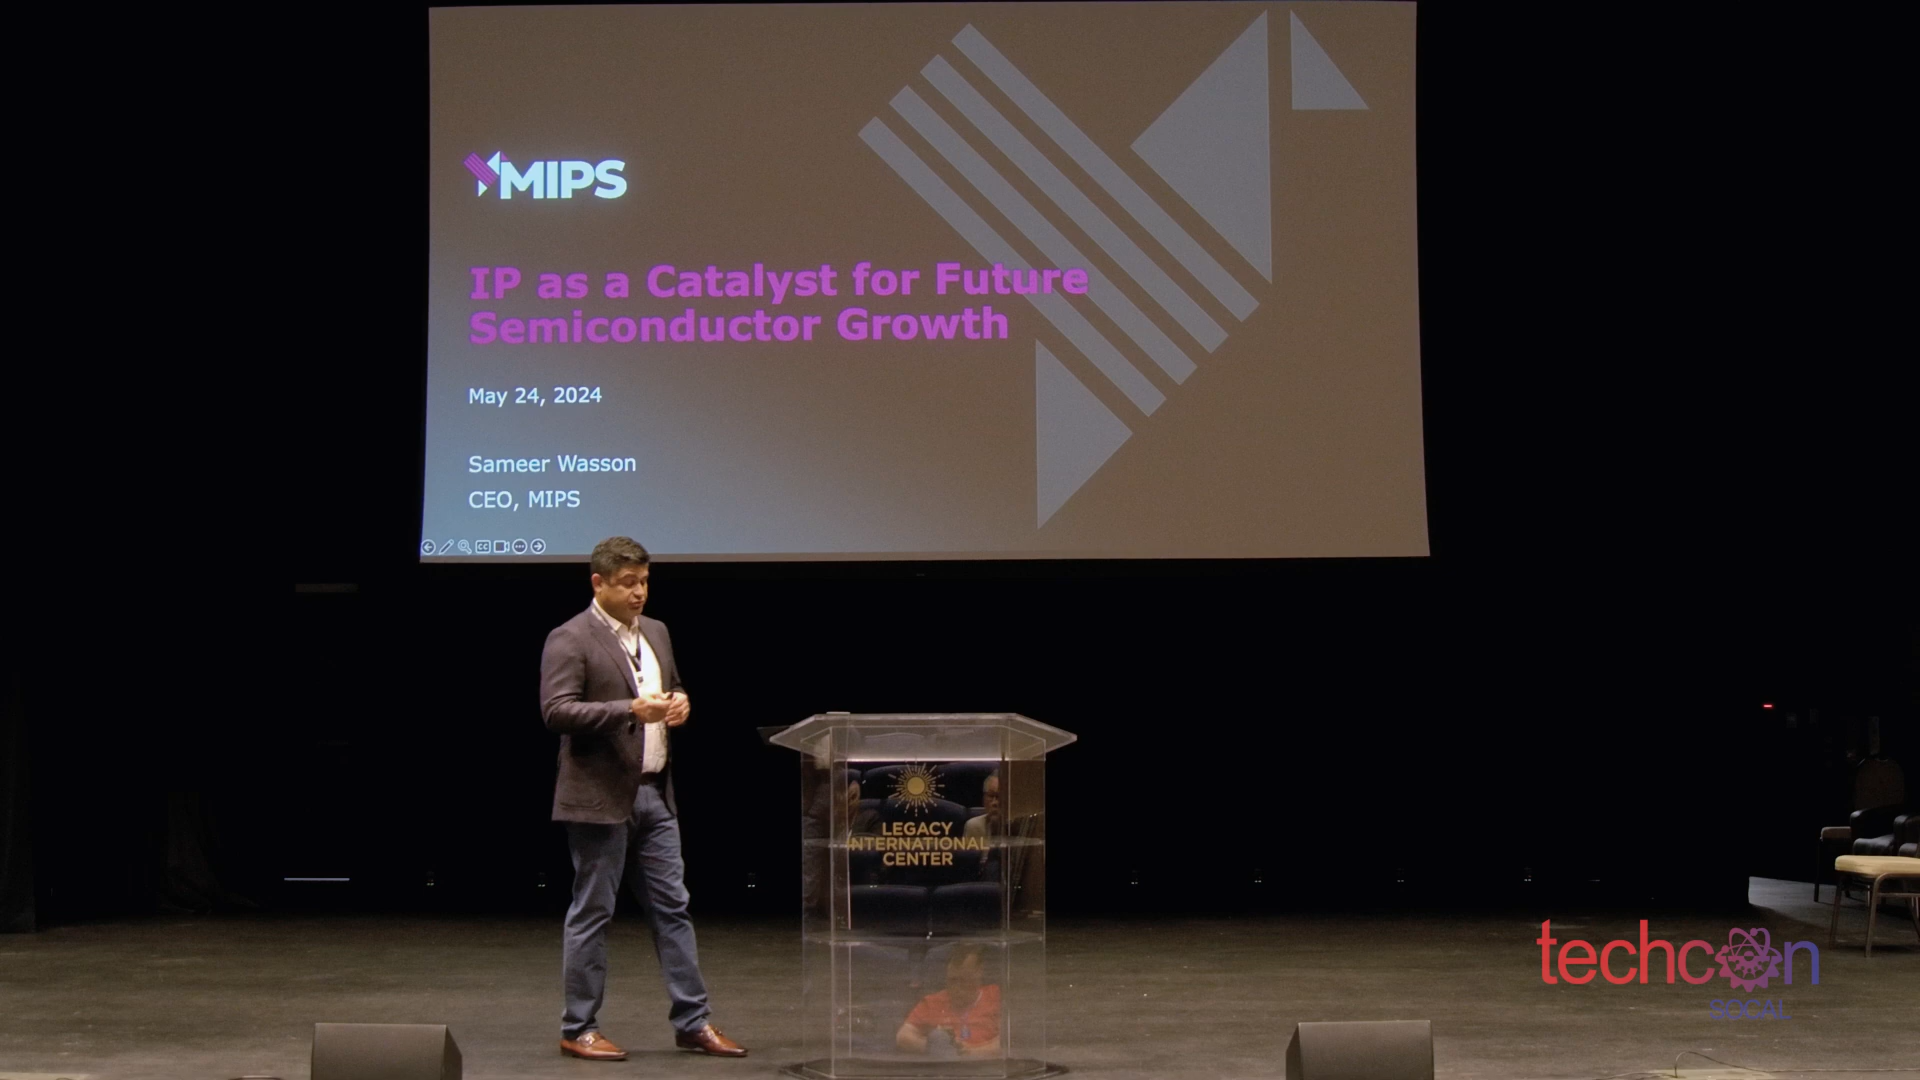 MIPS
IP as a Catalyst for Future
Semiconductor Growth
May 24, 2024
Sameer Wasson
CEO, MIPS
CC
LEGACY
INTERNATIONAL
CENTER
techcon
SOCAL